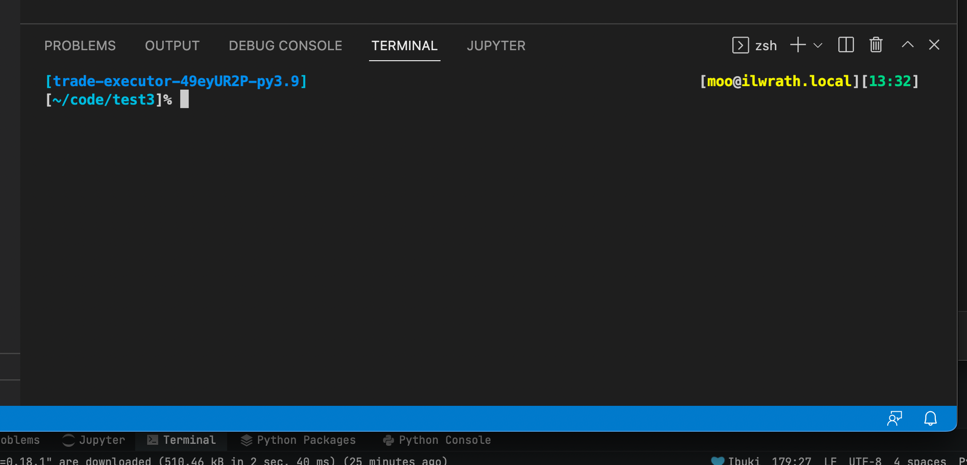 PROBLEMS OUTPUT DEBUG CONSOLE TERMINAL JUPYTER zsh
[trade-executor-49eyUR2P-py3.9] [moo@ilwrath.local][13:32]
[~/code/test3]%
oblems Jupyter Terminal Python Packages Python Console
=0.18.1" are downloaded (510.46 kB in 2 sec, 40 ms) (25 minutes ago) Ibuki 179:27 LF UTF-8 4 spaces P